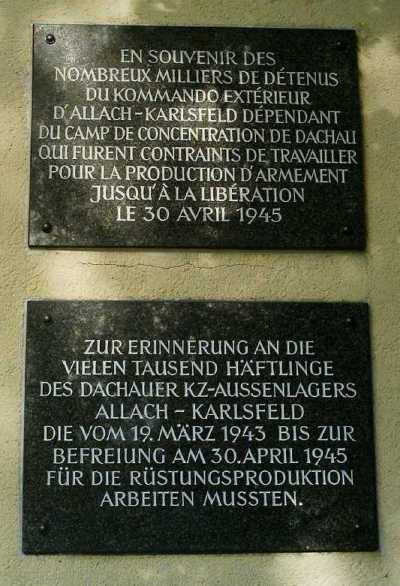 EN SOUVENIR DES
NOMBREUX MILLIERS DE DÉTENUS
DU KOMMANDO EXTÉRIEUR
D'ALLACH-KARLSFELD DÉPENDANT
DU CAMP DE CONCENTRATION DE DACHAU
QUI FURENT CONTRAINTS DE TRAVAILLER
POUR LA PRODUCTION D'ARMEMENT
JUSQU'À LA LIBÉRATION
LE 30 AVRIL 1945
ZUR ERINNERUNG AN DIE
VIELEN TAUSEND HÄFTLINGE
DES DACHAUER KZ-AUSSENLAGERS
ALLACH - KARLSFELD
DIE VOM 19. MÄRZ 1943 BIS ZUR
BEFREIUNG AM 30. APRIL 1945
FÜR DIE RÜSTUNGSPRODUKTION
ARBEITEN MUSSTEN.